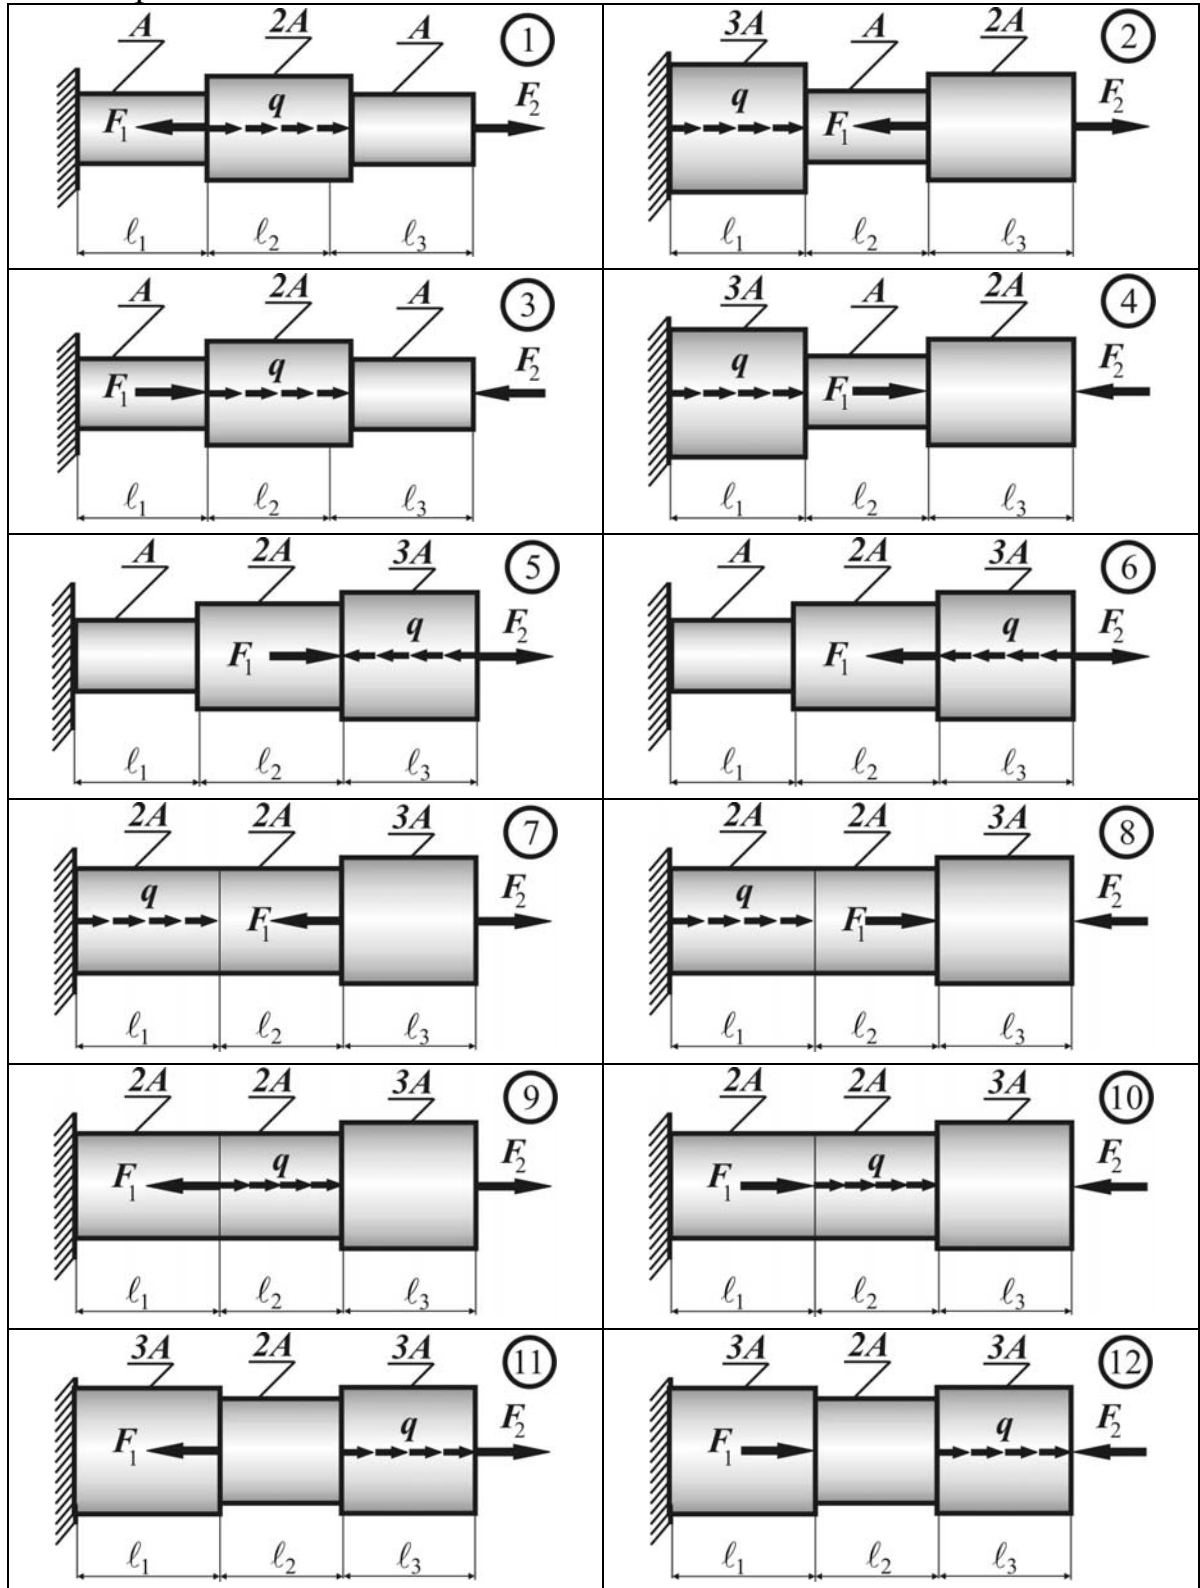 A 2A A 1
q
F₁ F₂
ℓ₁ ℓ₂ ℓ₃
3A A 2A 2
q
F₁ F₂
ℓ₁ ℓ₂ ℓ₃
A 2A A 3
q
F₁ F₂
ℓ₁ ℓ₂ ℓ₃
3A A 2A 4
q
F₁ F₂
ℓ₁ ℓ₂ ℓ₃
A 2A 3A 5
q
F₁ F₂
ℓ₁ ℓ₂ ℓ₃
A 2A 3A 6
q
F₁ F₂
ℓ₁ ℓ₂ ℓ₃
2A 2A 3A 7
q
F₁ F₂
ℓ₁ ℓ₂ ℓ₃
2A 2A 3A 8
q
F₁ F₂
ℓ₁ ℓ₂ ℓ₃
2A 2A 3A 9
q
F₁ F₂
ℓ₁ ℓ₂ ℓ₃
2A 2A 3A 10
q
F₁ F₂
ℓ₁ ℓ₂ ℓ₃
3A 2A 3A 11
q
F₁ F₂
ℓ₁ ℓ₂ ℓ₃
3A 2A 3A 12
q
F₁ F₂
ℓ₁ ℓ₂ ℓ₃